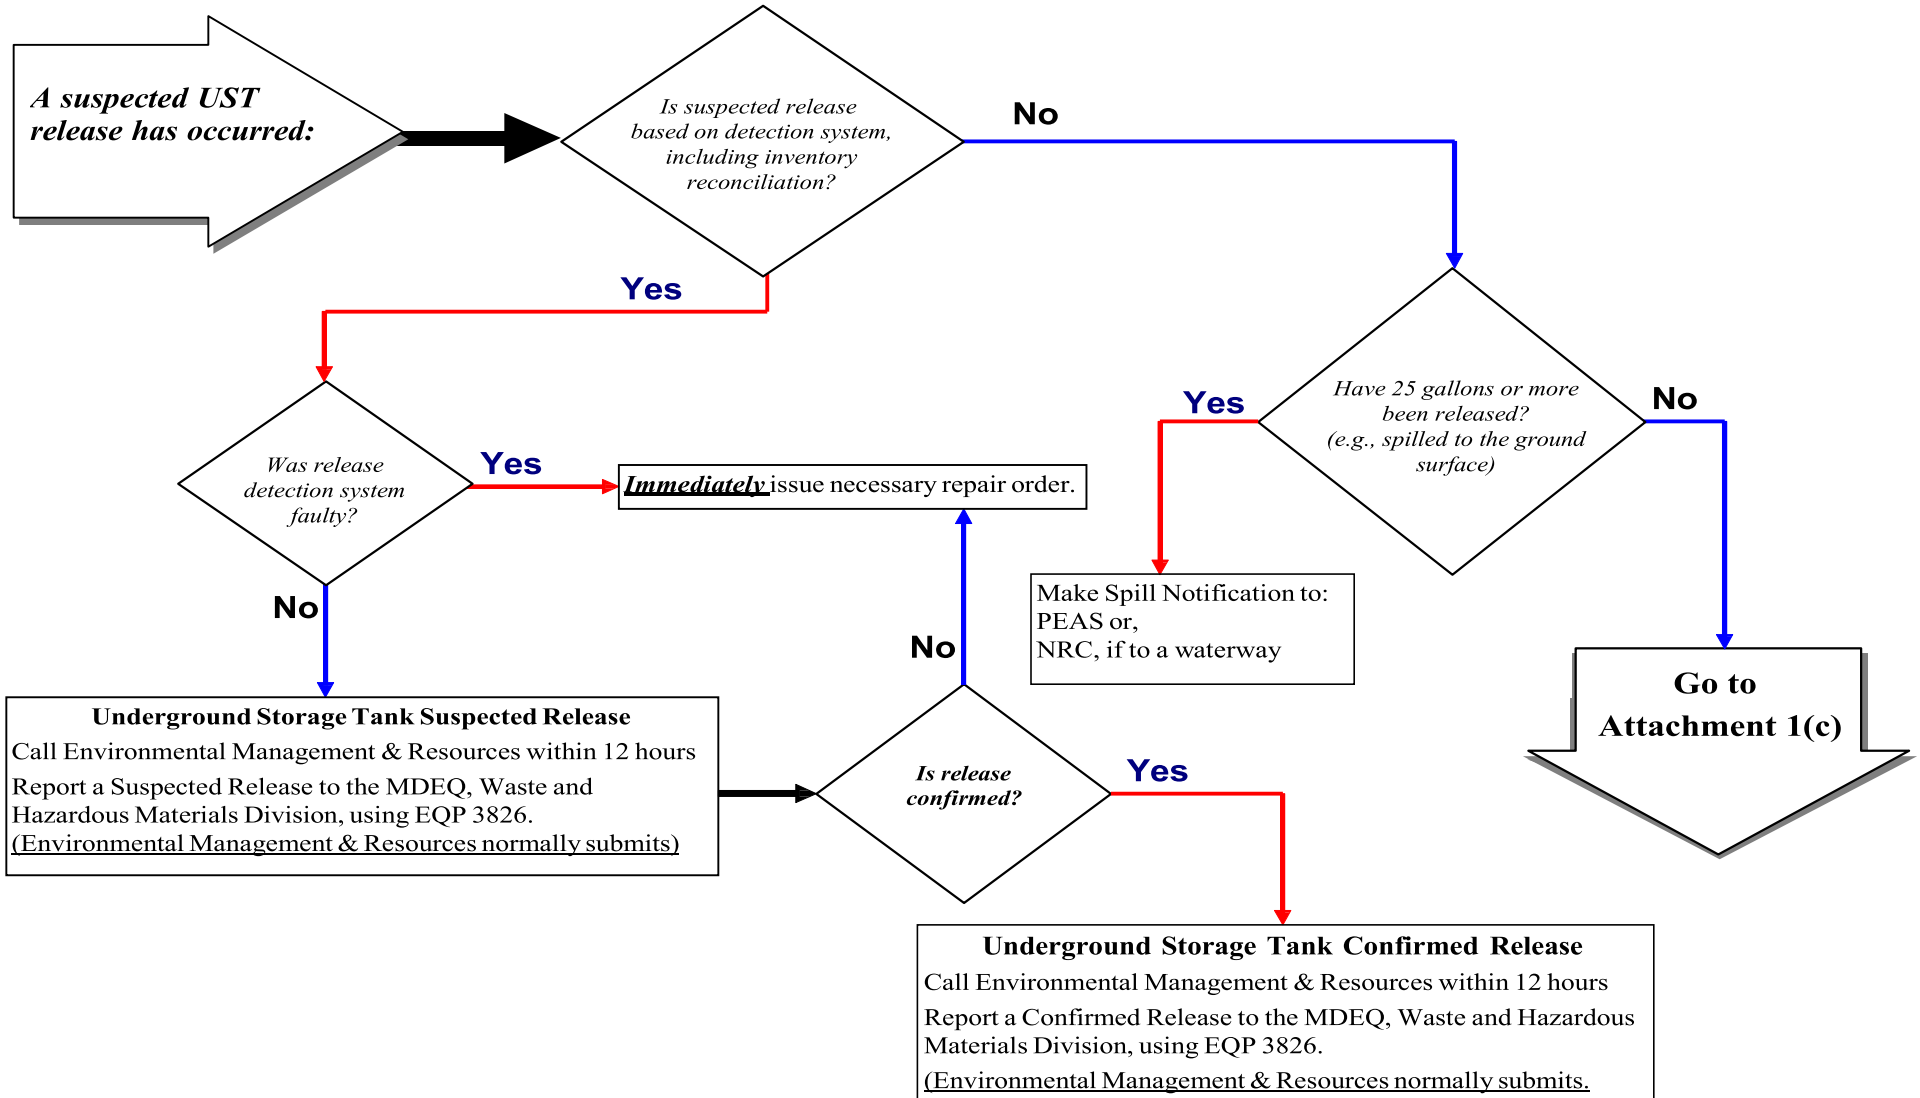 A suspected UST
release has occurred:
Is suspected release
based on detection system,
including inventory
reconciliation?
No
Yes
Have 25 gallons or more
been released?
(e.g., spilled to the ground
surface)
Yes
No
Was release
detection system
faulty?
Yes
Immediately issue necessary repair order.
Make Spill Notification to:
PEAS or,
NRC, if to a waterway
No
No
Go to
Attachment 1(c)
Underground Storage Tank Suspected Release
Call Environmental Management & Resources within 12 hours
Report a Suspected Release to the MDEQ, Waste and
Hazardous Materials Division, using EQP 3826.
(Environmental Management & Resources normally submits)
Is release
confirmed?
Yes
Underground Storage Tank Confirmed Release
Call Environmental Management & Resources within 12 hours
Report a Confirmed Release to the MDEQ, Waste and Hazardous
Materials Division, using EQP 3826.
(Environmental Management & Resources normally submits.